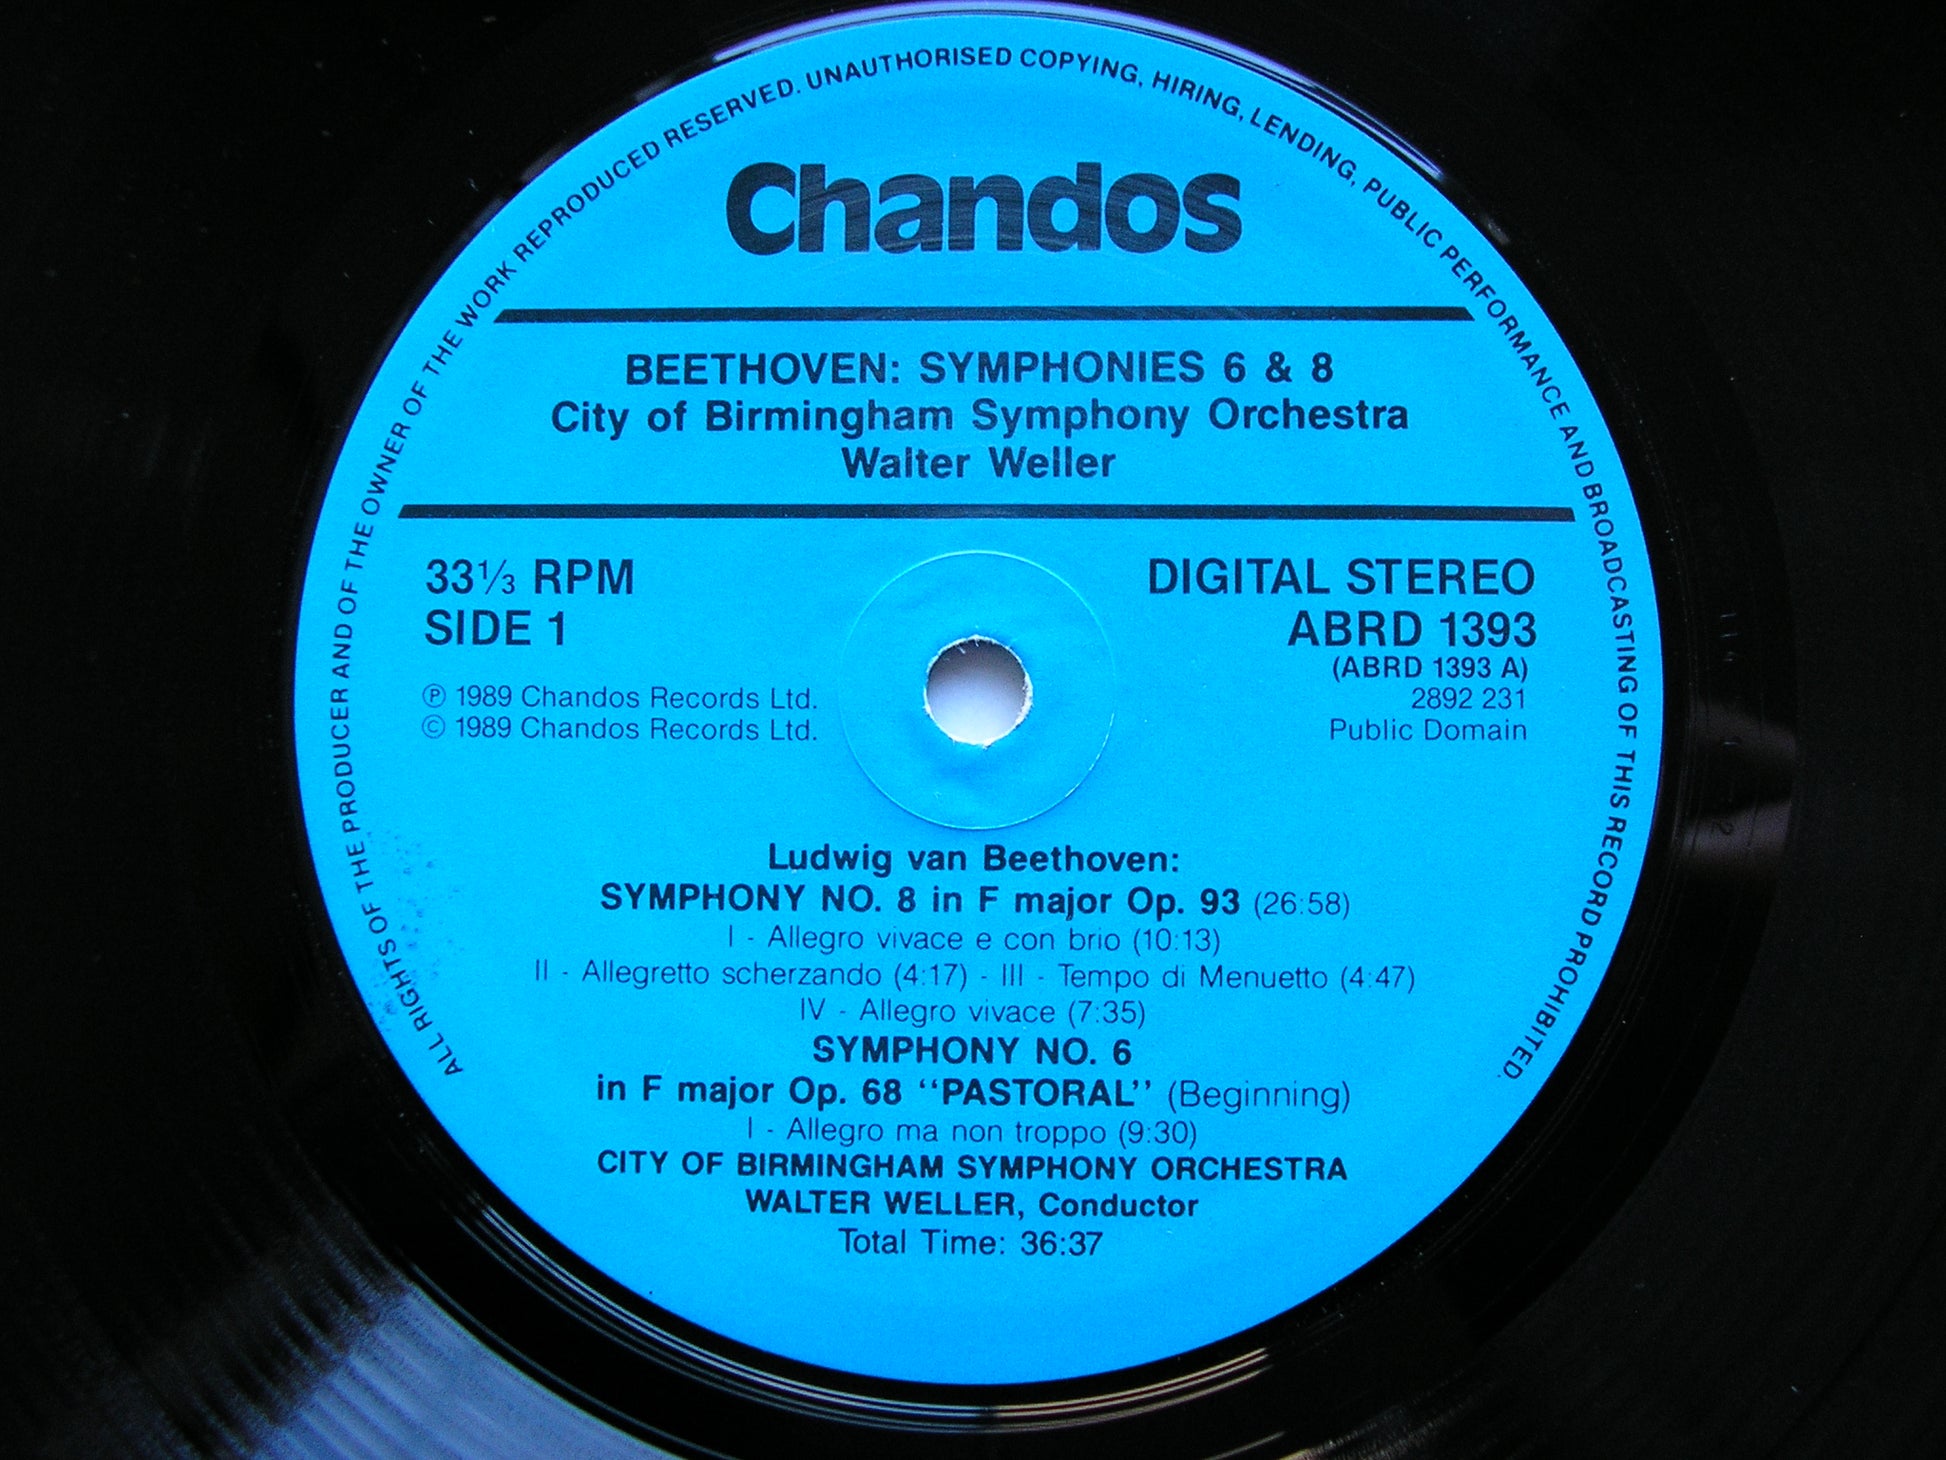 ALL RIGHTS OF THE PRODUCER AND OF THE OWNER OF THE WORK REPRODUCED RESERVED. UNAUTHORISED COPYING, HIRING, LENDING, PUBLIC PERFORMANCE AND BROADCASTING OF THIS RECORD PROHIBITED.
Chandos
BEETHOVEN: SYMPHONIES 6 & 8
City of Birmingham Symphony Orchestra
Walter Weller
33⅓ RPM
SIDE 1
℗ 1989 Chandos Records Ltd.
© 1989 Chandos Records Ltd.
DIGITAL STEREO
ABRD 1393
(ABRD 1393 A)
2892 231
Public Domain
Ludwig van Beethoven:
SYMPHONY NO. 8 in F major Op. 93 (26:58)
I - Allegro vivace e con brio (10:13)
II - Allegretto scherzando (4:17) - III - Tempo di Menuetto (4:47)
IV - Allegro vivace (7:35)
SYMPHONY NO. 6
in F major Op. 68 "PASTORAL" (Beginning)
I - Allegro ma non troppo (9:30)
CITY OF BIRMINGHAM SYMPHONY ORCHESTRA
WALTER WELLER, Conductor
Total Time: 36:37